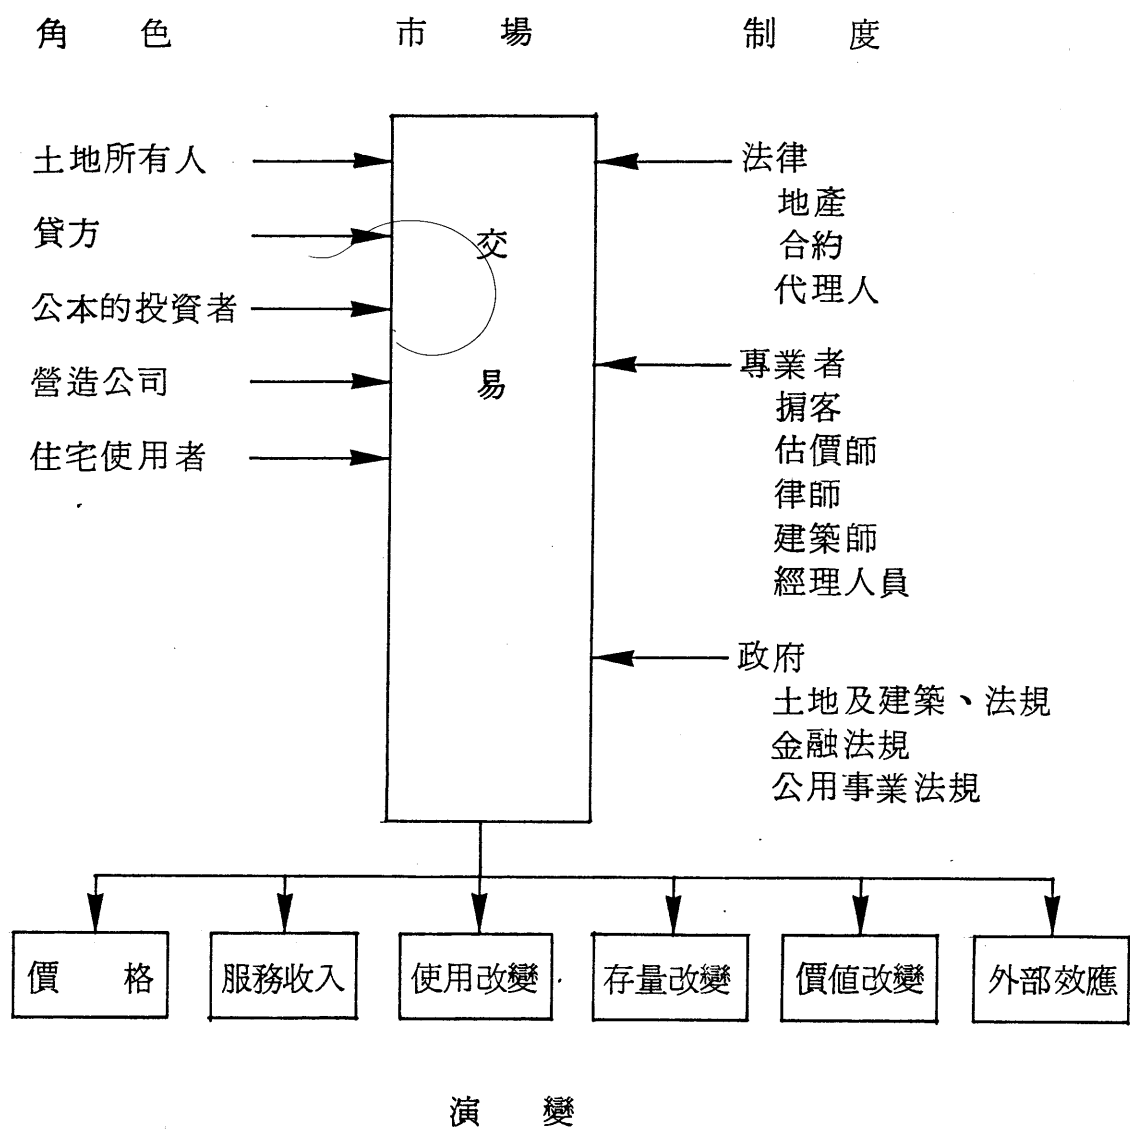 角色
市場
制度
土地所有人
貸方
公本的投資者
營造公司
住宅使用者
交
易
法律
地產
合約
代理人
專業者
掮客
估價師
律師
建築師
經理人員
政府
土地及建築、法規
金融法規
公用事業法規
價格
服務收入
使用改變
存量改變
價值改變
外部效應
演變